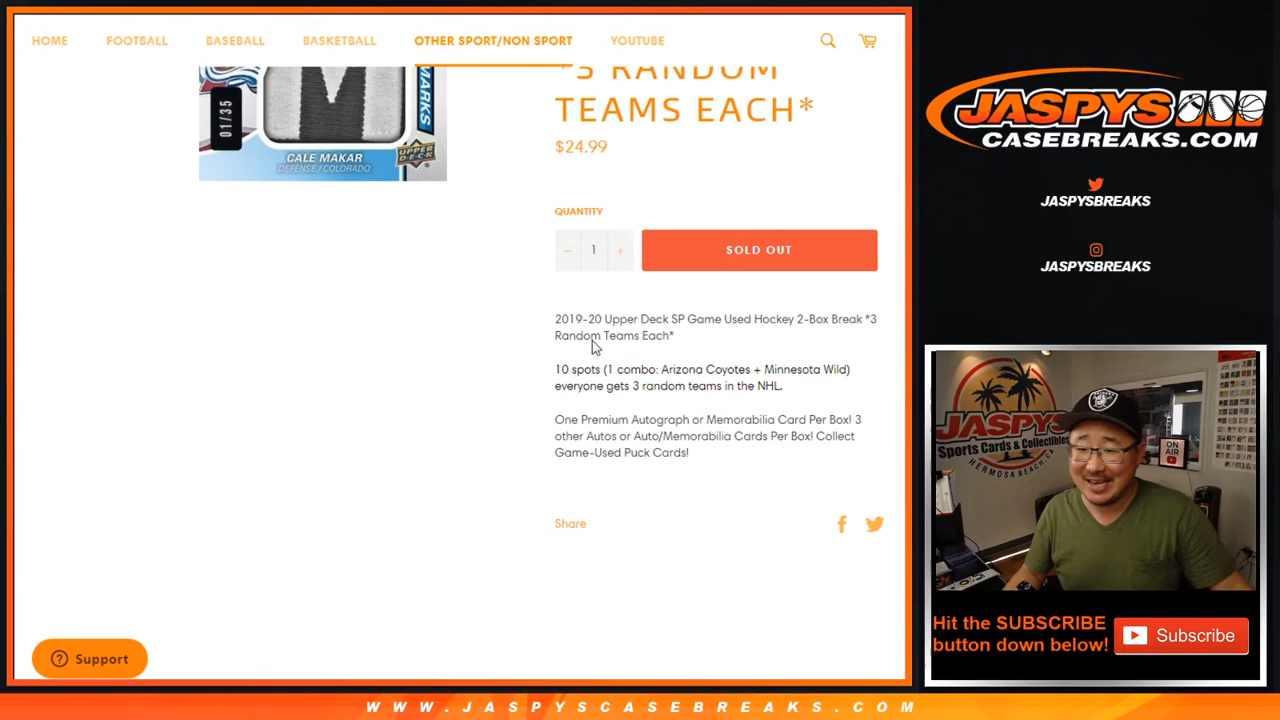 HOME FOOTBALL BASEBALL BASKETBALL OTHER SPORT/NON SPORT YOUTUBE
*3 RANDOM
TEAMS EACH*
$24.99
01/35
MARKS
CALE MAKAR
DEFENSE / COLORADO
UPPER DECK
QUANTITY
− 1 + SOLD OUT
2019-20 Upper Deck SP Game Used Hockey 2-Box Break *3
Random Teams Each*
10 spots (1 combo: Arizona Coyotes + Minnesota Wild)
everyone gets 3 random teams in the NHL.
One Premium Autograph or Memorabilia Card Per Box! 3
other Autos or Auto/Memorabilia Cards Per Box! Collect
Game-Used Puck Cards!
Share
Support
JASPYS
CASEBREAKS.COM
JASPYSBREAKS
JASPYSBREAKS
JASPYS
Sports Cards & Collectibles
HERMOSA BEACH
ON AIR
Hit the SUBSCRIBE
button down below!
Subscribe
WWW.JASPYSCASEBREAKS.COM